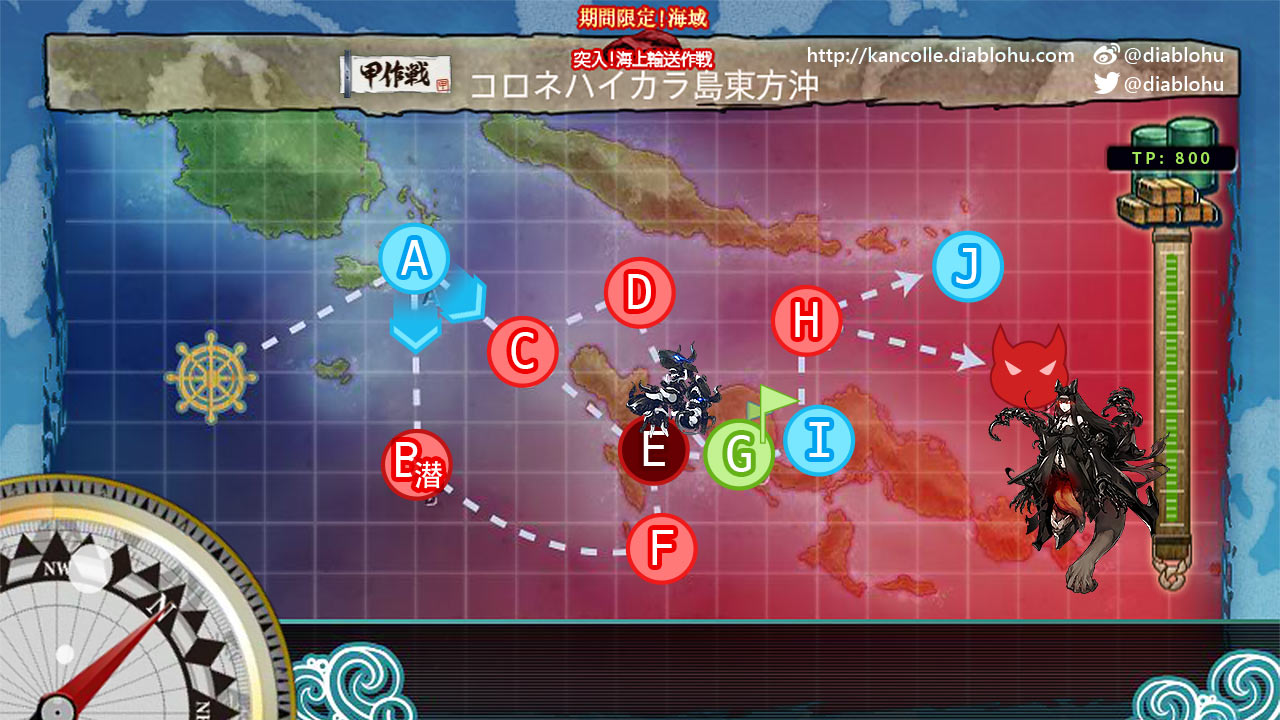 期間限定!海域
突入!海上輸送作戦
甲作戦
甲
コロネハイカラ島東方沖
http://kancolle.diablohu.com
@diablohu
@diablohu
TP: 800
A
J
D
H
C
E
G
I
B
潜
F
NW
N